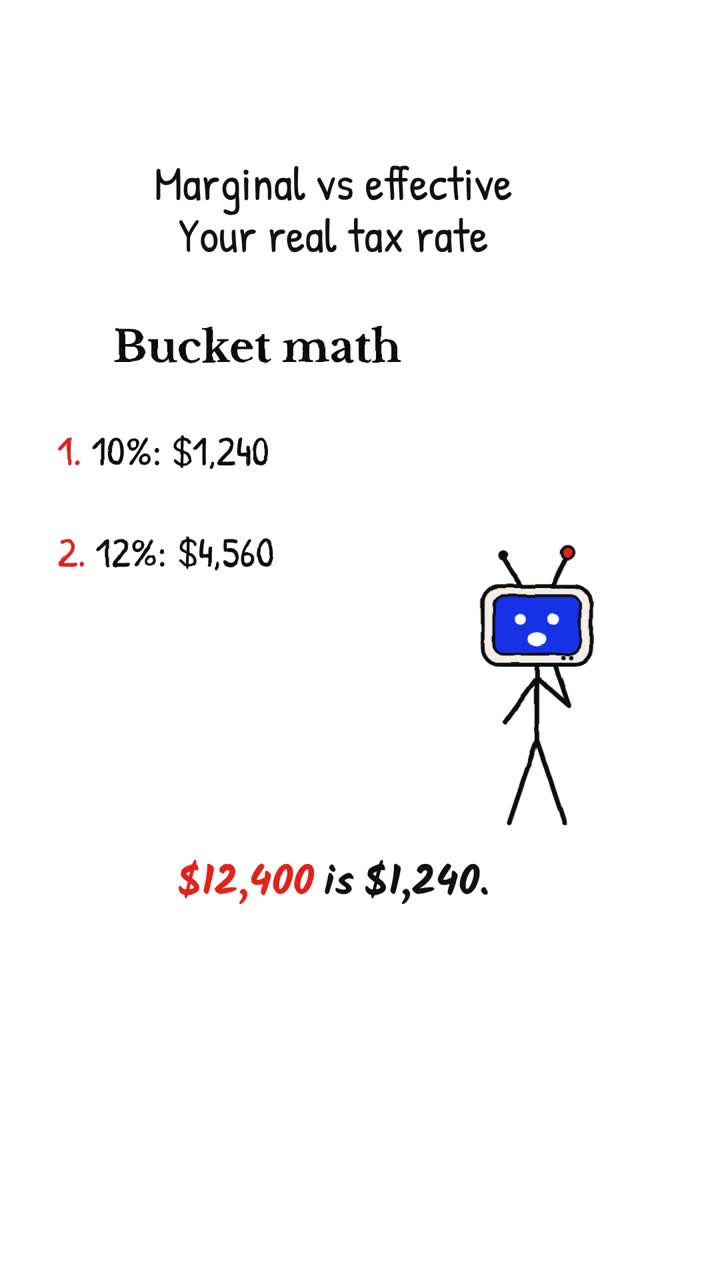 Marginal vs effective
Your real tax rate
Bucket math
1. 10%: $1,240
2. 12%: $4,560
$12,400 is $1,240.